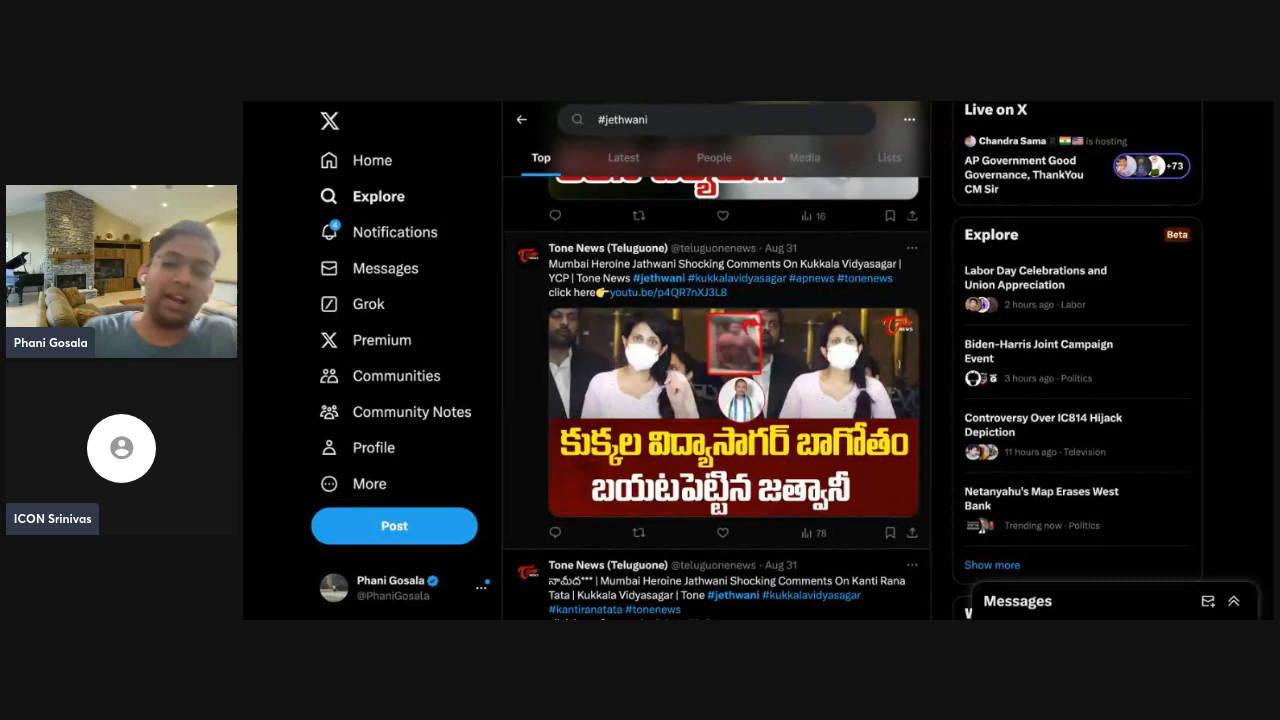 Phani Gosala
ICON Srinivas
Home
Explore
4
Notifications
Messages
Grok
Premium
Communities
Community Notes
Profile
More
Post
Phani Gosala
@PhaniGosala
#jethwani
Top
Latest
People
Media
Lists
16
Tone News (Teluguone) @teluguonenews · Aug 31
Mumbai Heroine Jathwani Shocking Comments On Kukkala Vidyasagar |
YCP | Tone News #jethwani #kukkalavidyasagar #apnews #tonenews
click here👉youtu.be/p4QR7nXJ3L8
NEWS
కుక్కల విద్యాసాగర్ బాగోతం
బయటపెట్టిన జత్వానీ
78
Tone News (Teluguone) @teluguonenews · Aug 31
నామీద*** | Mumbai Heroine Jathwani Shocking Comments On Kanti Rana
Tata | Kukkala Vidyasagar | Tone #jethwani #kukkalavidyasagar
#kantiranatata #tonenews
Live on X
Chandra Sama 🇮🇳🇺🇸 is hosting
AP Government Good
Governance, ThankYou
CM Sir
+73
Explore
Beta
Labor Day Celebrations and
Union Appreciation
2 hours ago · Labor
Biden-Harris Joint Campaign
Event
3 hours ago · Politics
Controversy Over IC814 Hijack
Depiction
11 hours ago · Television
Netanyahu's Map Erases West
Bank
Trending now · Politics
Show more
Messages